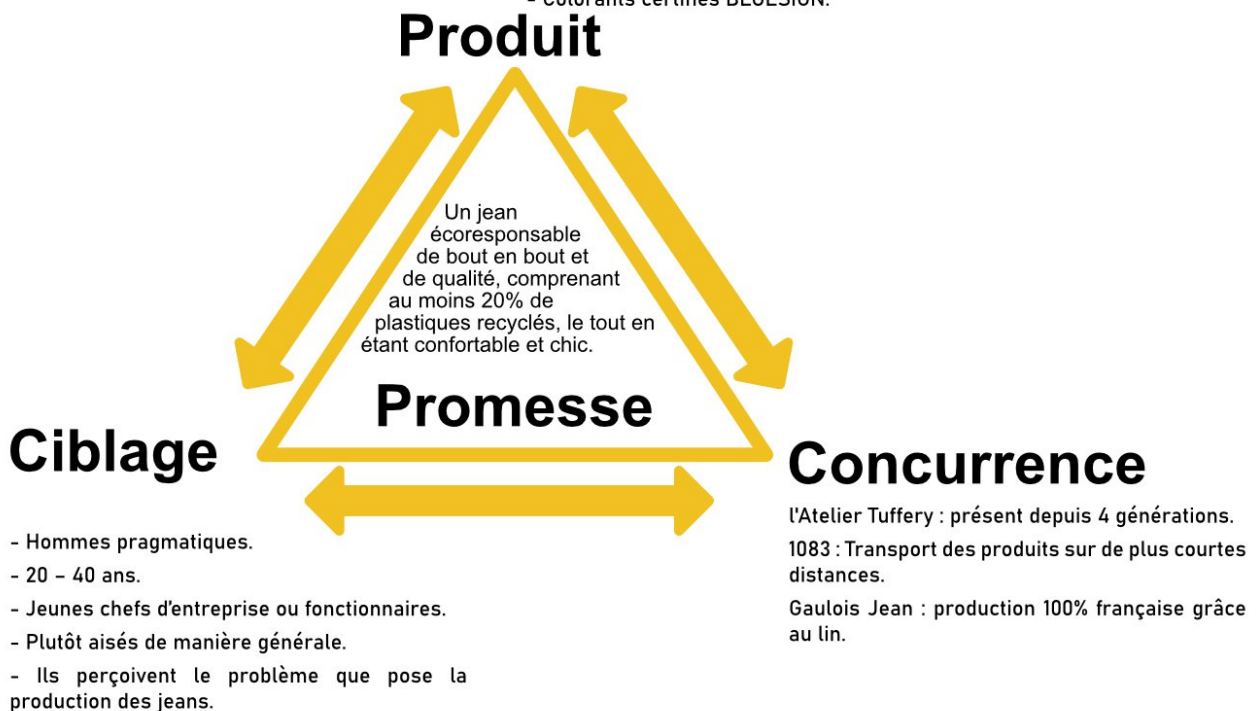 - Colorants certifiés BLUESIGN.
Produit
Un jean
écoresponsable
de bout en bout et
de qualité, comprenant
au moins 20% de
plastiques recyclés, le tout en
étant confortable et chic.
Promesse
Ciblage
- Hommes pragmatiques.
- 20 – 40 ans.
- Jeunes chefs d'entreprise ou fonctionnaires.
- Plutôt aisés de manière générale.
- Ils perçoivent le problème que pose la
production des jeans.
Concurrence
l'Atelier Tuffery : présent depuis 4 générations.
1083 : Transport des produits sur de plus courtes
distances.
Gaulois Jean : production 100% française grâce
au lin.